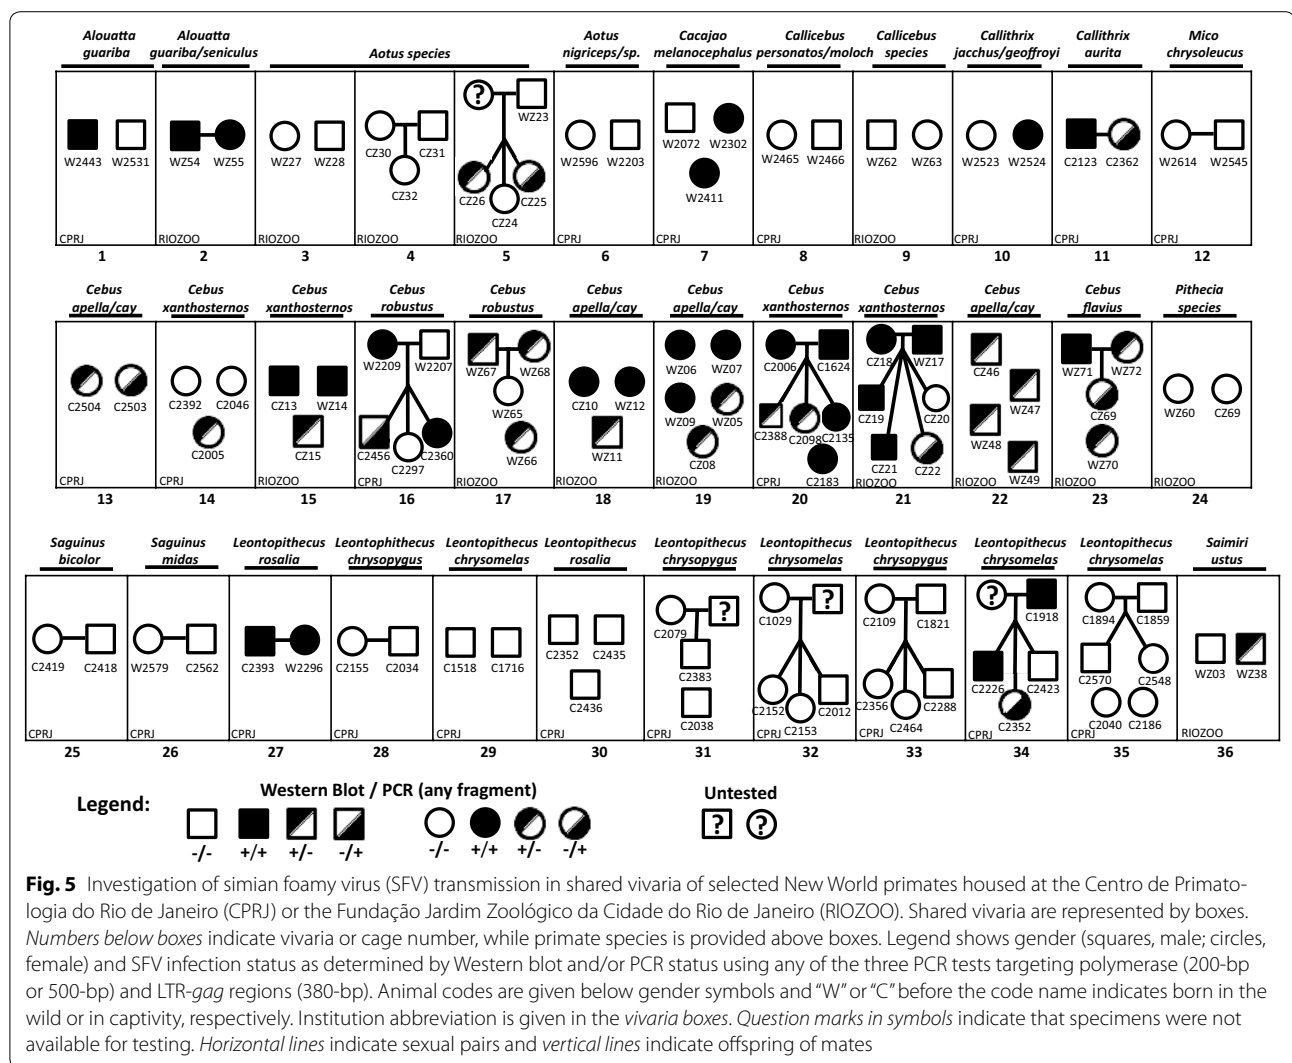 Alouatta Alouatta Aotus Cacajao Callicebus Callicebus Callithrix Callithrix Mico
guariba guariba/seniculus Aotus species nigriceps/sp. melanocephalus personatos/moloch species jacchus/geoffroyi aurita chrysoleucus
? WZ23
W2443 W2531 WZ54 WZ55 WZ27 WZ28 CZ30 CZ31 W2596 W2203 W2072 W2302 W2465 W2466 WZ62 WZ63 W2523 W2524 C2123 C2362 W2614 W2545
CZ32 CZ26 CZ25 W2411
CZ24
CPRJ RIOZOO RIOZOO RIOZOO RIOZOO CPRJ CPRJ CPRJ RIOZOO CPRJ CPRJ CPRJ
1 2 3 4 5 6 7 8 9 10 11 12
Cebus Cebus Cebus Cebus Cebus Cebus Cebus Cebus Cebus Cebus Cebus Pithecia
apella/cay xanthosternos xanthosternos robustus robustus apella/cay apella/cay xanthosternos xanthosternos apella/cay flavius species
W2209 W2207 WZ67 WZ68 WZ06 WZ07 C2006 C1624 CZ18 WZ17 CZ46 WZ71 WZ72
C2504 C2503 C2392 C2046 CZ13 WZ14 WZ65 CZ10 WZ12 WZ09 WZ05 CZ19 CZ20 WZ47 CZ69 WZ60 CZ69
C2005 CZ15 C2456 C2360 WZ66 WZ11 CZ08 C2388 C2098 C2135 CZ21 CZ22 WZ48 WZ70
C2297 C2183 WZ49
CPRJ CPRJ RIOZOO CPRJ RIOZOO RIOZOO RIOZOO CPRJ RIOZOO RIOZOO RIOZOO RIOZOO
13 14 15 16 17 18 19 20 21 22 23 24
Saguinus Saguinus Leontopithecus Leontophithecus Leontopithecus Leontopithecus Leontopithecus Leontopithecus Leontopithecus Leontopithecus Leontopithecus Saimiri
bicolor midas rosalia chrysopygus chrysomelas rosalia chrysopygus chrysomelas chrysopygus chrysomelas chrysomelas ustus
? ? ?
C2079 C1029 C2109 C1821 C1918 C1894 C1859
C2419 C2418 W2579 C2562 C2393 W2296 C2155 C2034 C1518 C1716 C2352 C2435 C2383 C2226 C2423 C2570 C2548 WZ03 WZ38
C2436 C2038 C2152 C2012 C2356 C2288 C2352 C2040 C2186
C2153 C2464
CPRJ CPRJ CPRJ CPRJ CPRJ CPRJ CPRJ CPRJ CPRJ CPRJ CPRJ RIOZOO
25 26 27 28 29 30 31 32 33 34 35 36
Legend: Western Blot / PCR (any fragment) Untested
? ?
-/- +/+ +/- -/+ -/- +/+ +/- -/+
Fig. 5 Investigation of simian foamy virus (SFV) transmission in shared vivaria of selected New World primates housed at the Centro de Primato-
logia do Rio de Janeiro (CPRJ) or the Fundação Jardim Zoológico da Cidade do Rio de Janeiro (RIOZOO). Shared vivaria are represented by boxes.
Numbers below boxes indicate vivaria or cage number, while primate species is provided above boxes. Legend shows gender (squares, male; circles,
female) and SFV infection status as determined by Western blot and/or PCR status using any of the three PCR tests targeting polymerase (200-bp
or 500-bp) and LTR-gag regions (380-bp). Animal codes are given below gender symbols and “W” or “C” before the code name indicates born in the
wild or in captivity, respectively. Institution abbreviation is given in the vivaria boxes. Question marks in symbols indicate that specimens were not
available for testing. Horizontal lines indicate sexual pairs and vertical lines indicate offspring of mates